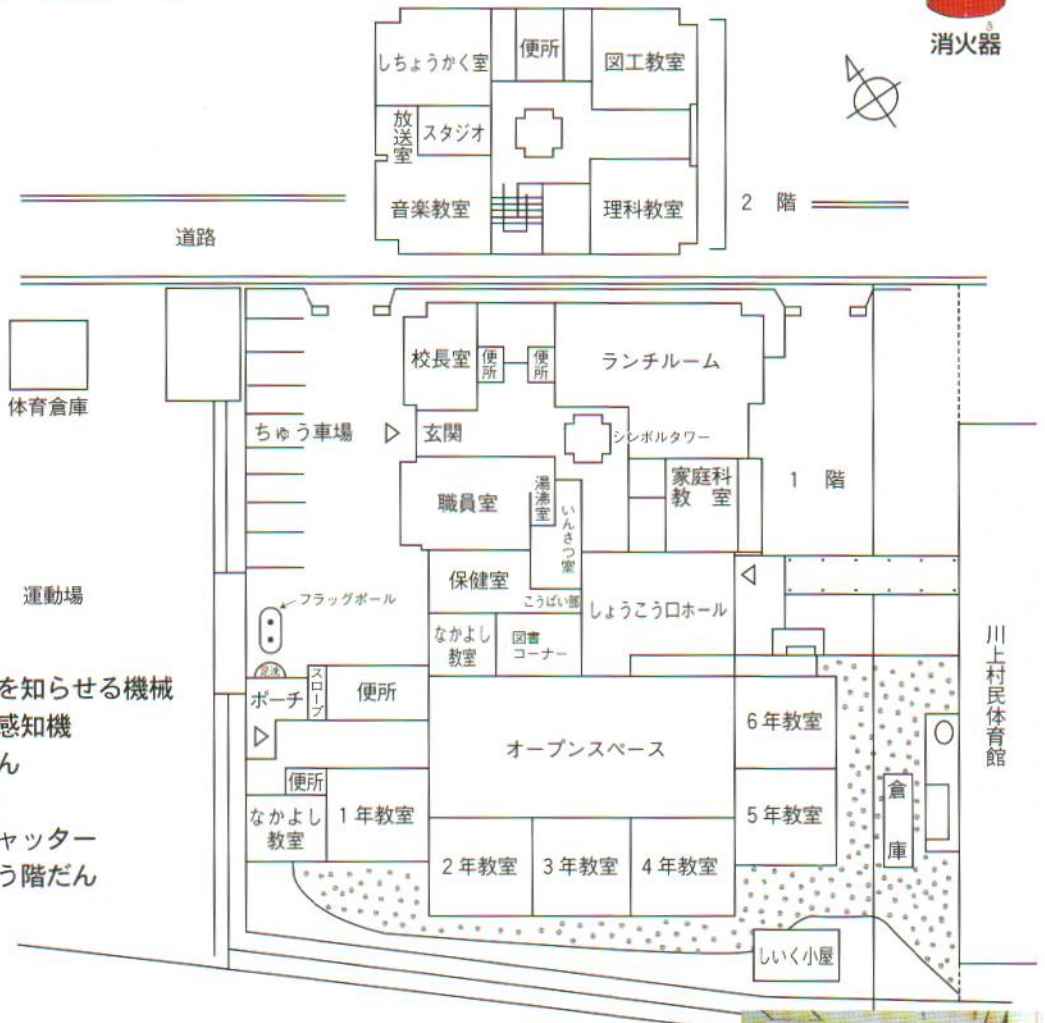 消火器
き
しちょうかく室
便所
図工教室
放送室
スタジオ
音楽教室
理科教室
2 階
道路
体育倉庫
校長室
便所
便所
ランチルーム
ちゅう車場
玄関
シンボルタワー
職員室
湯沸室
いんさつ室
家庭科
教 室
1 階
運動場
フラッグポール
保健室
こうばい部
しょうこう口ホール
なかよし
教室
図書
コーナー
足洗
ポーチ
スロープ
便所
6年教室
オープンスペース
川上村民体育館
を知らせる機械
感知機
ん
便所
なかよし
教室
1年教室
5年教室
倉庫
ャッター
う階だん
2年教室
3年教室
4年教室
しいく小屋